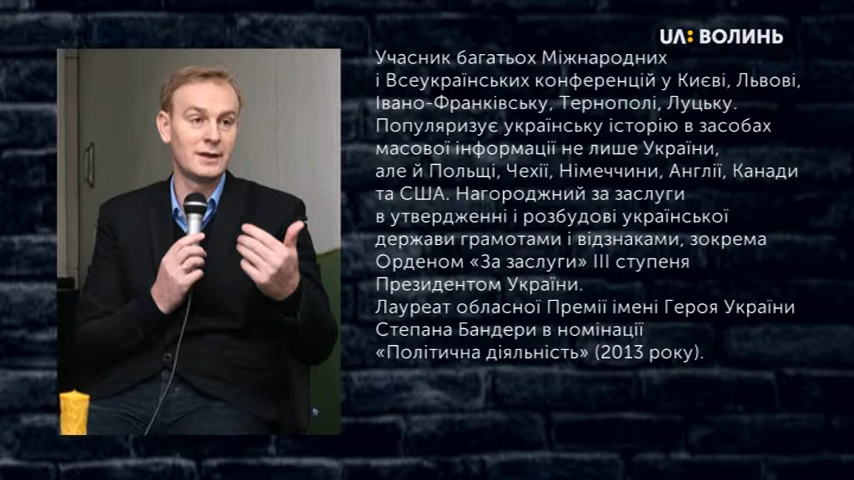 UA: ВОЛИНЬ
Учасник багатьох Міжнародних
і Всеукраїнських конференцій у Києві, Львові,
Івано-Франківську, Тернополі, Луцьку.
Популяризує українську історію в засобах
масової інформації не лише України,
але й Польщі, Чехії, Німеччини, Англії, Канади
та США. Нагороджний за заслуги
в утвердженні і розбудові української
держави грамотами і відзнаками, зокрема
Орденом «За заслуги» ІІІ ступеня
Президентом України.
Лауреат обласної Премії імені Героя України
Степана Бандери в номінації
«Політична діяльність» (2013 року).